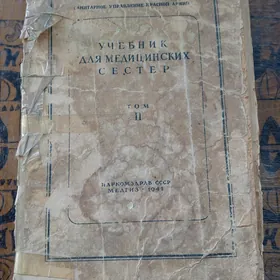 САНИТАРНОЕ УПРАВЛЕНИЕ КРАСНОЙ АРМИИ
УЧЕБНИК
ДЛЯ МЕДИЦИНСКИХ
СЕСТЕР
ТОМ
II
НАРКОМЗДРАВ СССР
МЕДГИЗ